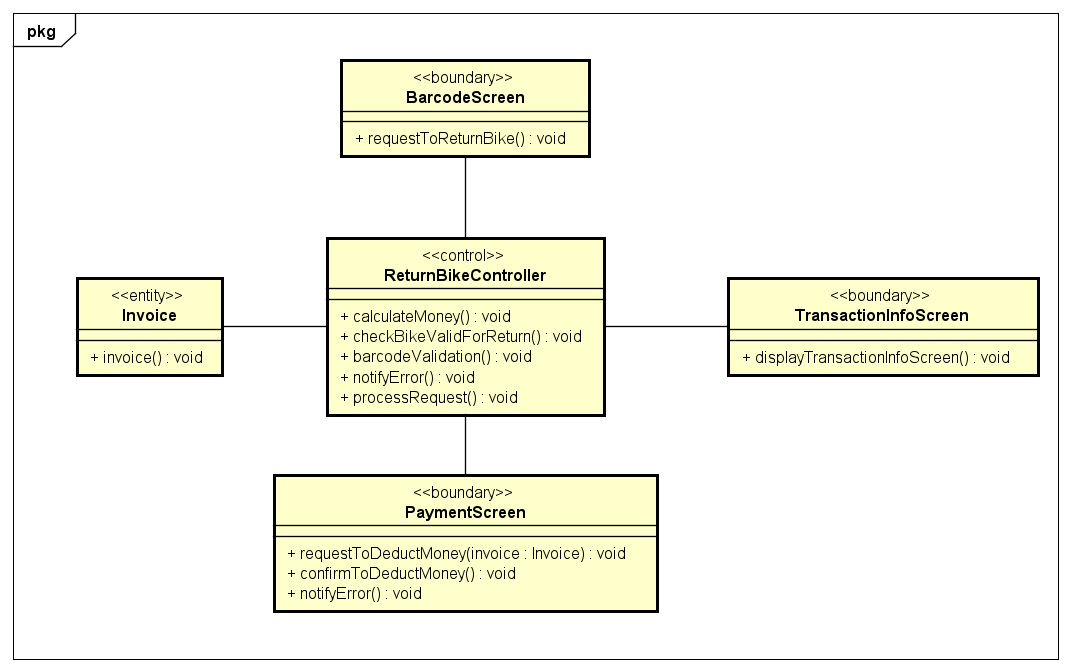 pkg
<<boundary>>
BarcodeScreen
+ requestToReturnBike() : void
<<control>>
ReturnBikeController
+ calculateMoney() : void
+ checkBikeValidForReturn() : void
+ barcodeValidation() : void
+ notifyError() : void
+ processRequest() : void
<<entity>>
Invoice
+ invoice() : void
<<boundary>>
TransactionInfoScreen
+ displayTransactionInfoScreen() : void
<<boundary>>
PaymentScreen
+ requestToDeductMoney(invoice : Invoice) : void
+ confirmToDeductMoney() : void
+ notifyError() : void